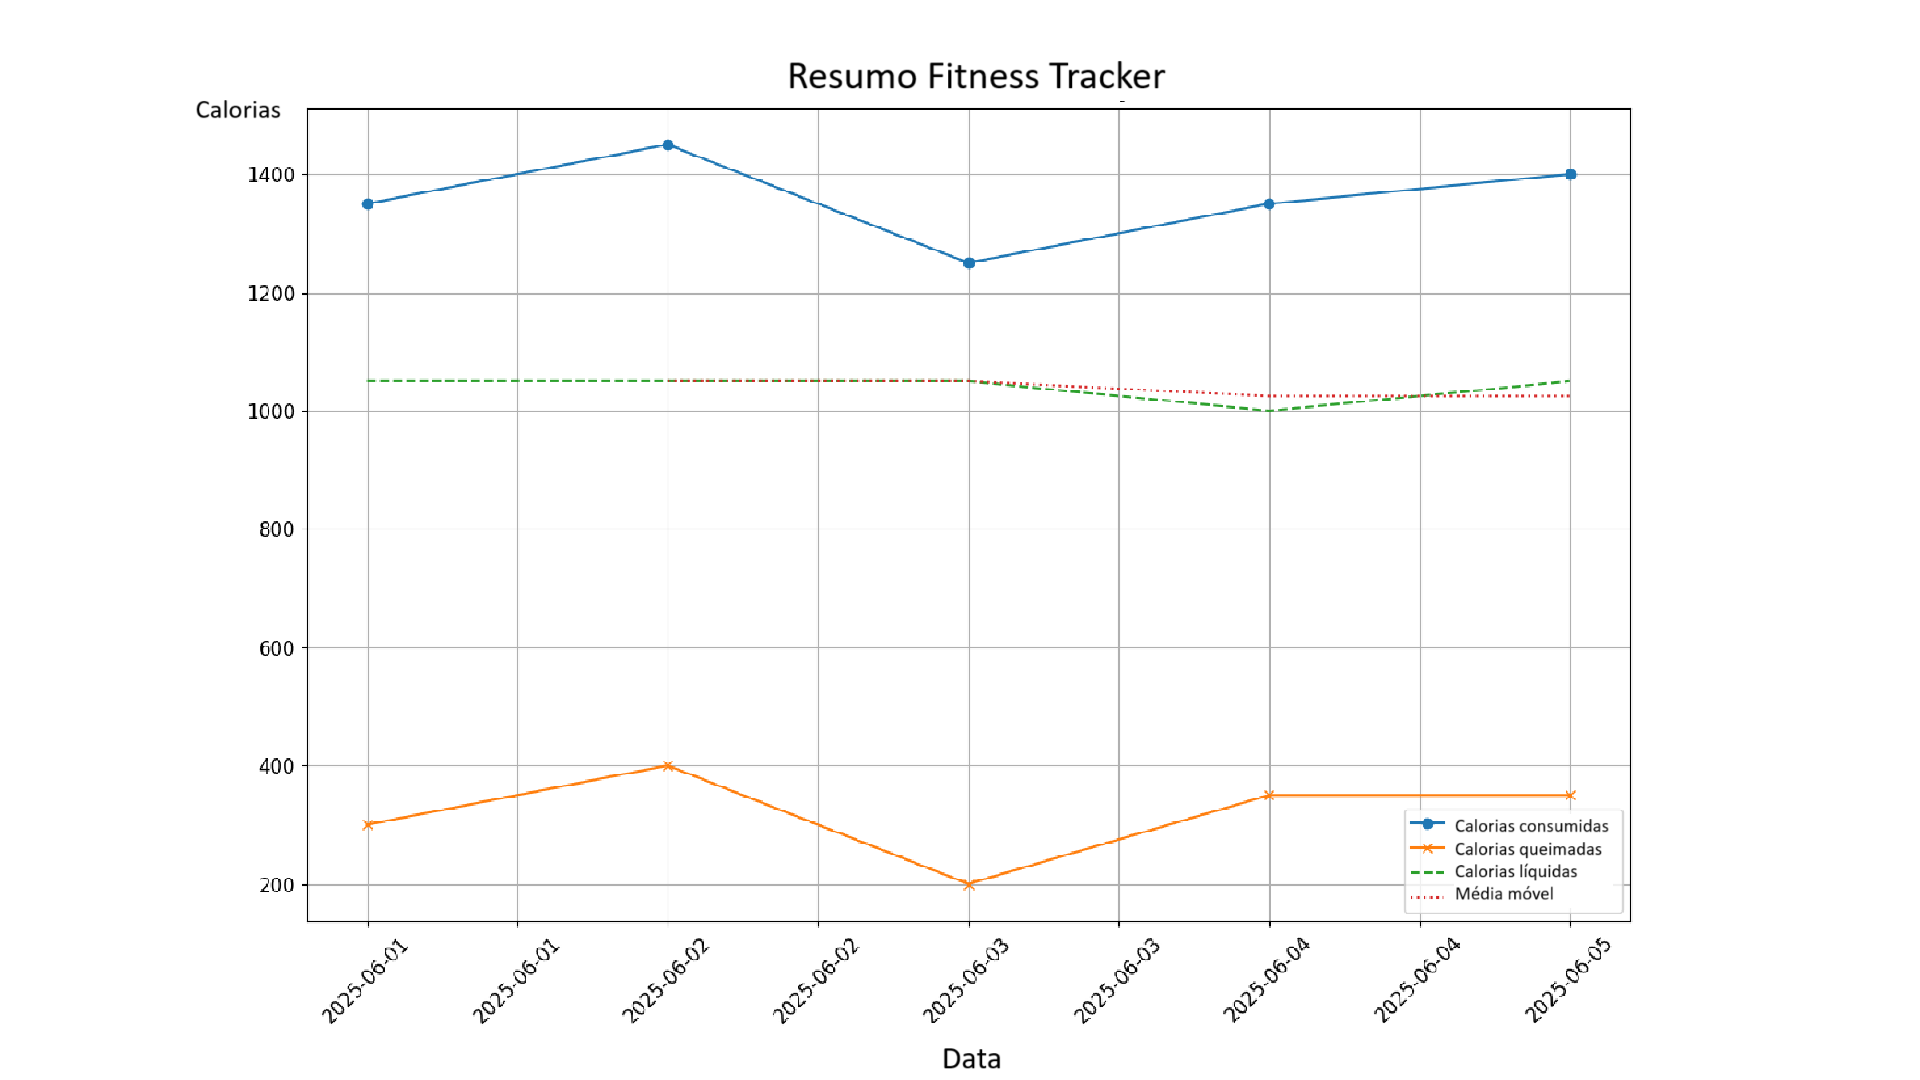 Resumo Fitness Tracker
Calorias
1400
1200
1000
800
600
400
200
Calorias consumidas
Calorias queimadas
Calorias líquidas
Média móvel
2025-06-01
2025-06-01
2025-06-02
2025-06-02
2025-06-03
2025-06-03
2025-06-04
2025-06-04
2025-06-05
Data